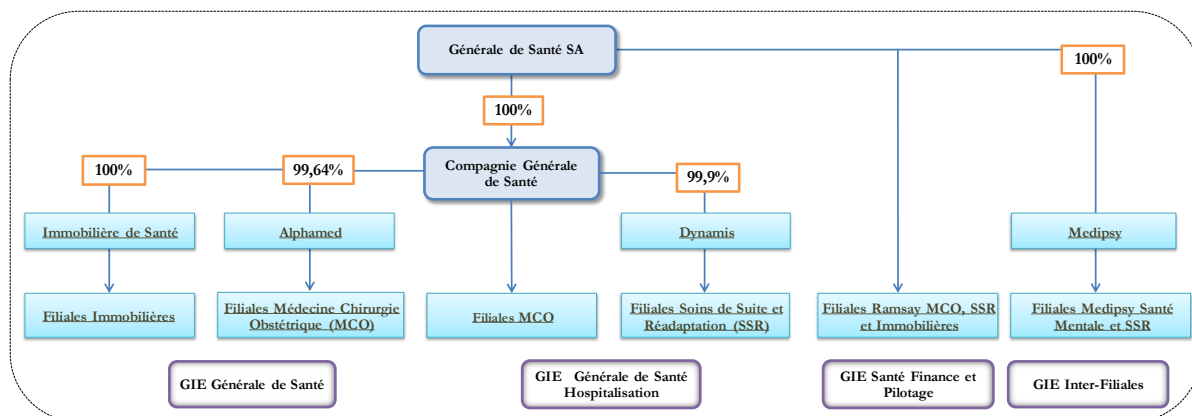 Générale de Santé SA
100%
100%
Compagnie Générale
de Santé
100%
99,64%
99,9%
Immobilière de Santé
Alphamed
Dynamis
Medipsy
Filiales Immobilières
Filiales Médecine Chirurgie
Obstétrique (MCO)
Filiales MCO
Filiales Soins de Suite et
Réadaptation (SSR)
Filiales Ramsay MCO, SSR
et Immobilières
Filiales Medipsy Santé
Mentale et SSR
GIE Générale de Santé
GIE Générale de Santé
Hospitalisation
GIE Santé Finance et
Pilotage
GIE Inter-Filiales